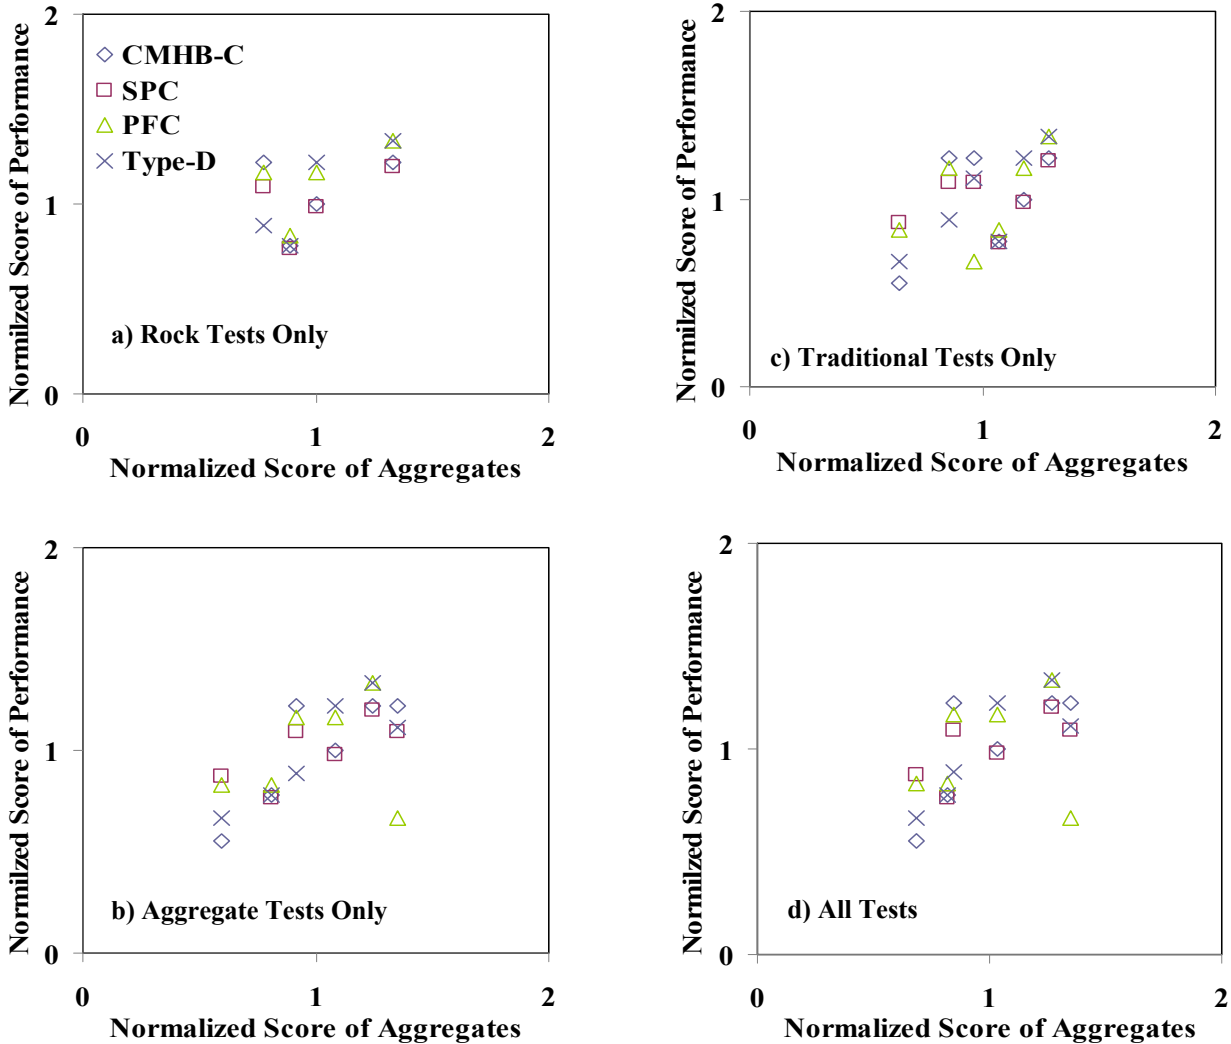 Normilzed Score of Performance
2
1
0
CMHB-C
SPC
PFC
Type-D
a) Rock Tests Only
0 1 2
Normalized Score of Aggregates
Normilzed Score of Performance
2
1
0
c) Traditional Tests Only
0 1 2
Normalized Score of Aggregates
Normilzed Score of Performance
2
1
0
b) Aggregate Tests Only
0 1 2
Normalized Score of Aggregates
Normilzed Score of Performance
2
1
0
d) All Tests
0 1 2
Normalized Score of Aggregates